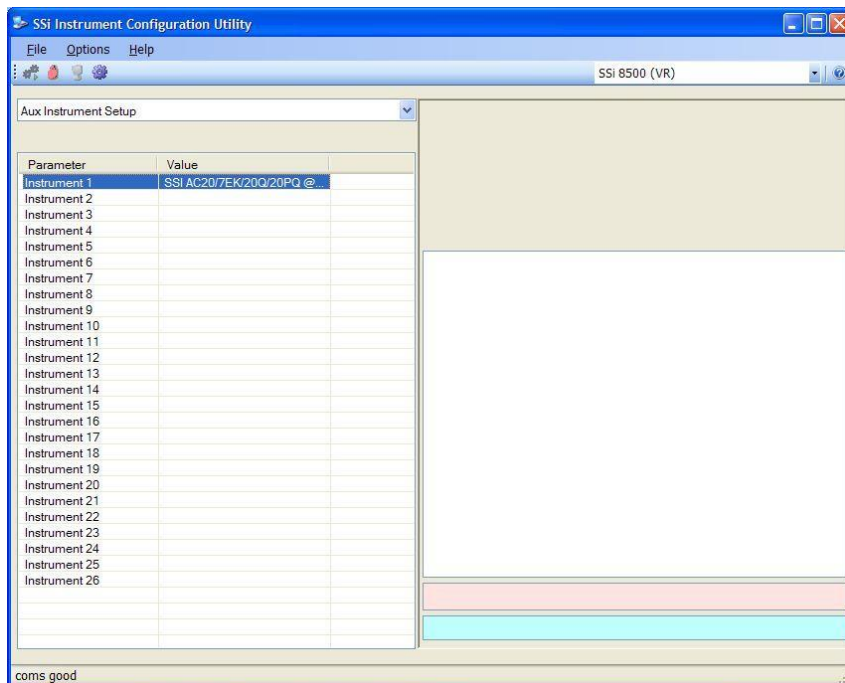 SSi Instrument Configuration Utility
File Options Help
SSi 8500 (VR)
Aux Instrument Setup
Parameter Value
Instrument 1 SSI AC20/7EK/20Q/20PQ @...
Instrument 2
Instrument 3
Instrument 4
Instrument 5
Instrument 6
Instrument 7
Instrument 8
Instrument 9
Instrument 10
Instrument 11
Instrument 12
Instrument 13
Instrument 14
Instrument 15
Instrument 16
Instrument 17
Instrument 18
Instrument 19
Instrument 20
Instrument 21
Instrument 22
Instrument 23
Instrument 24
Instrument 25
Instrument 26
coms good